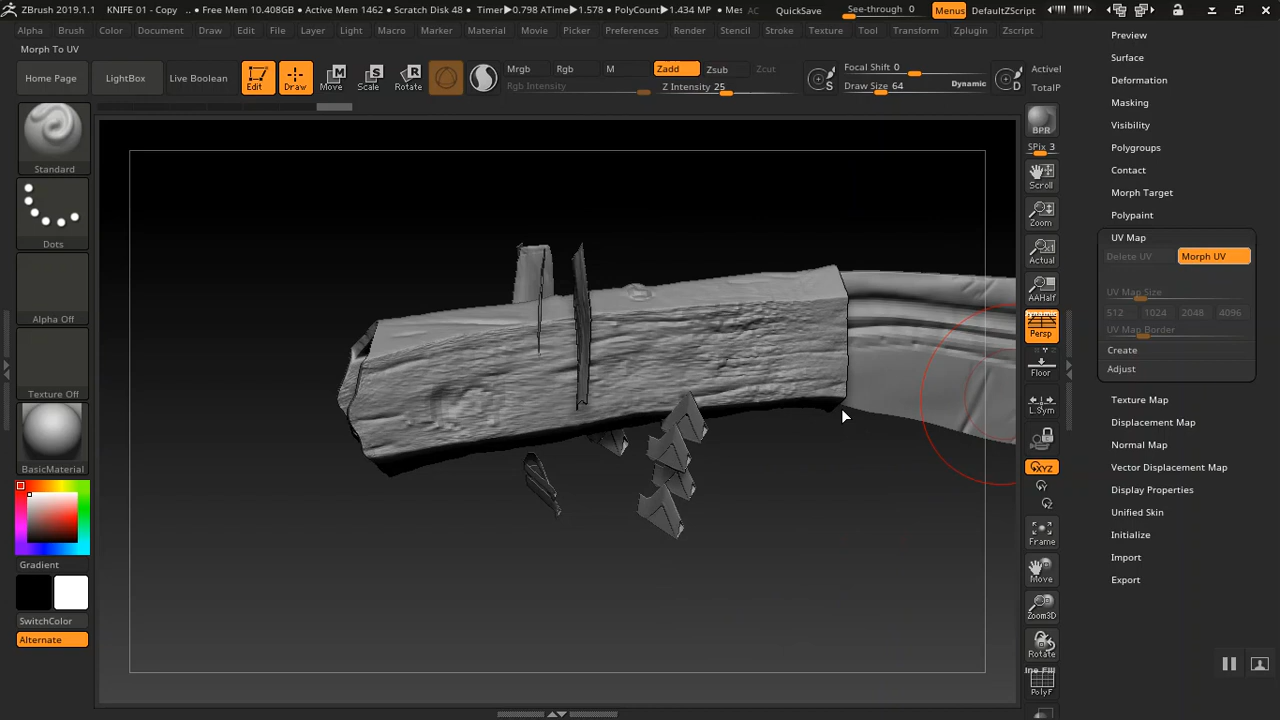 ZBrush 2019.1.1 KNIFE 01 - Copy • Free Mem 10.408GB • Active Mem 1462 • Scratch Disk 48 • Timer▶0.798 ATime▶1.578 • PolyCount▶1.434 MP • Mes AC QuickSave See-through 0 Menus DefaultZScript
Alpha Brush Color Document Draw Edit File Layer Light Macro Marker Material Movie Picker Preferences Render Stencil Stroke Texture Tool Transform Zplugin Zscript
Morph To UV
Home Page LightBox Live Boolean Edit Draw Move Scale Rotate
Mrgb Rgb M Zadd Zsub Zcut
Rgb Intensity Z Intensity 25
S Focal Shift 0
Draw Size 64 Dynamic D
ActiveI
TotalP
Standard
Dots
Alpha Off
Texture Off
BasicMaterial
Gradient
SwitchColor
Alternate
BPR
SPix 3
Scroll
Zoom
Actual
AAHalf
Dynamic
Persp
Floor
L.Sym
XYZ
Y
Z
Frame
Move
Zoom3D
Rotate
Line Fill
PolyF
Preview
Surface
Deformation
Masking
Visibility
Polygroups
Contact
Morph Target
Polypaint
UV Map
Delete UV Morph UV
UV Map Size
512 1024 2048 4096
UV Map Border
Create
Adjust
Texture Map
Displacement Map
Normal Map
Vector Displacement Map
Display Properties
Unified Skin
Initialize
Import
Export